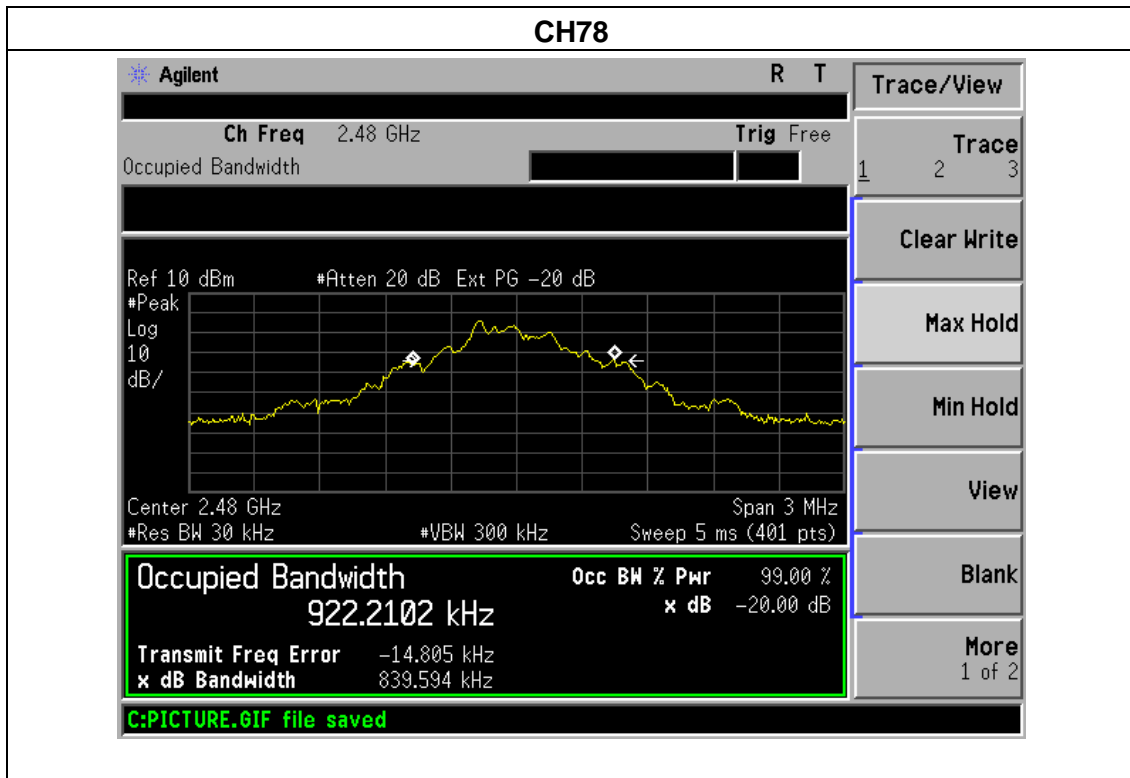 CH78
Agilent R T
Trace/View
Ch Freq 2.48 GHz Trig Free
Occupied Bandwidth
Trace
1 2 3
Clear Write
Ref 10 dBm #Atten 20 dB Ext PG -20 dB
#Peak
Log
10
dB/
Max Hold
Min Hold
View
Center 2.48 GHz Span 3 MHz
#Res BW 30 kHz #VBW 300 kHz Sweep 5 ms (401 pts)
Occupied Bandwidth Occ BW % Pwr 99.00 %
922.2102 kHz x dB -20.00 dB
Blank
Transmit Freq Error -14.805 kHz
x dB Bandwidth 839.594 kHz
More
1 of 2
C:PICTURE.GIF file saved